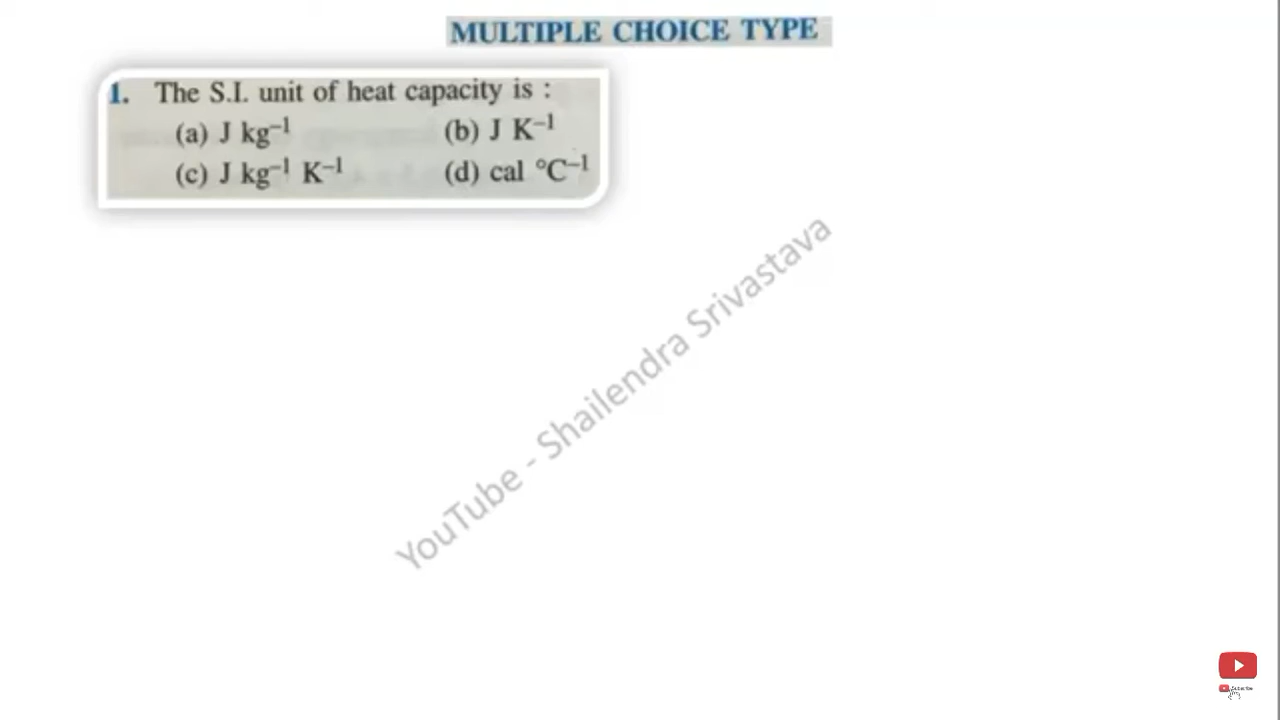 MULTIPLE CHOICE TYPE
1. The S.I. unit of heat capacity is :
(a) J kg⁻¹ (b) J K⁻¹
(c) J kg⁻¹ K⁻¹ (d) cal °C⁻¹
YouTube - Shailendra Srivastava
Subscribe